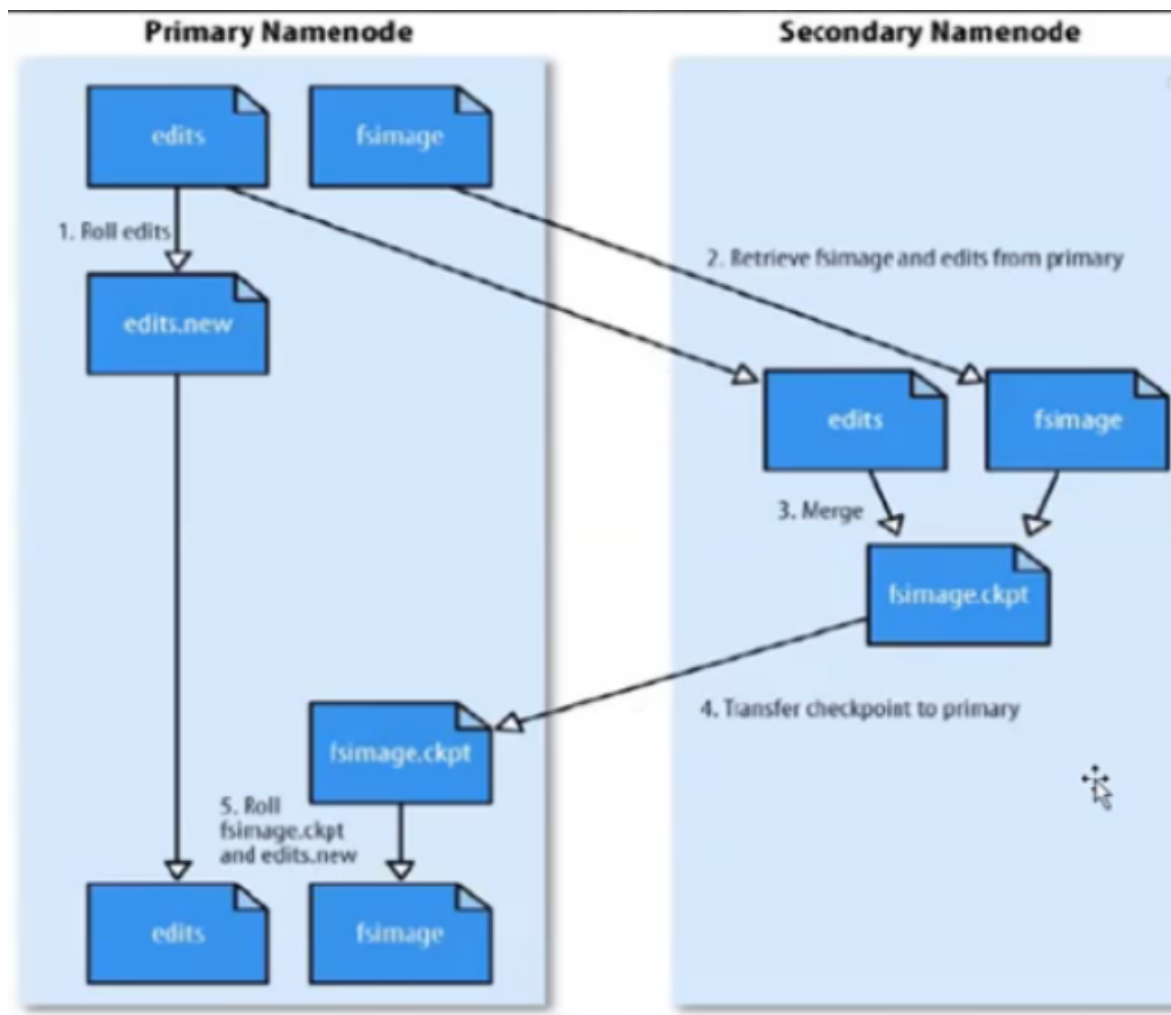 Primary Namenode
Secondary Namenode
edits
fsimage
1. Roll edits
2. Retrieve fsimage and edits from primary
edits.new
edits
fsimage
3. Merge
fsimage.ckpt
4. Transfer checkpoint to primary
fsimage.ckpt
5. Roll
fsimage.ckpt
and edits.new
edits
fsimage